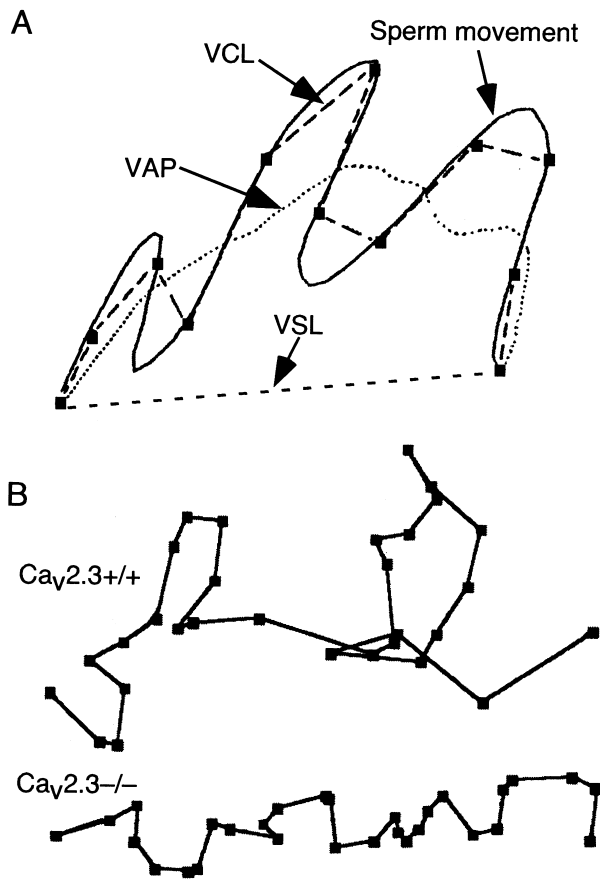 A
Sperm movement
VCL
VAP
VSL
B
CaV2.3+/+
CaV2.3–/–